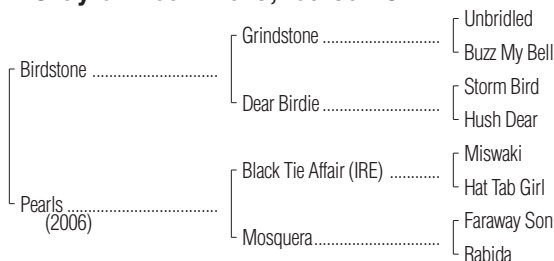 Unbridled
Grindstone
Buzz My Bell
Birdstone
Storm Bird
Dear Birdie
Hush Dear
Miswaki
Black Tie Affair (IRE)
Hat Tab Girl
Pearls
(2006)
Faraway Son
Mosquera
Rabida